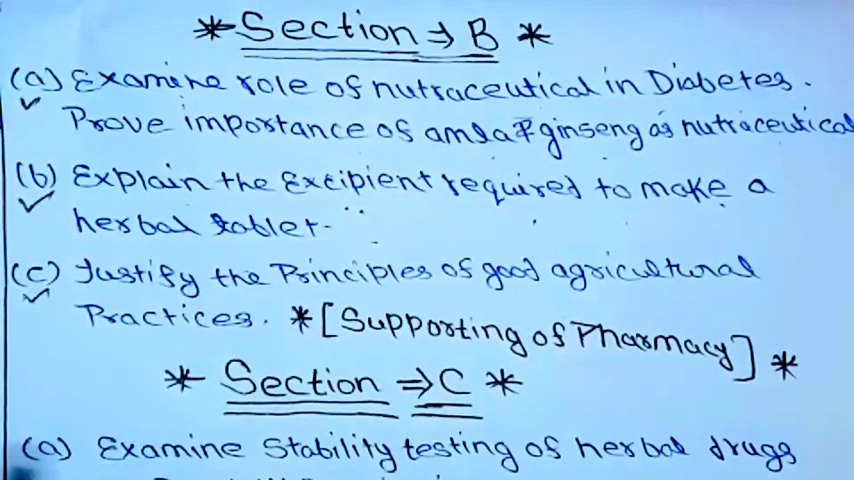 * Section → B *
(a) Examine role of nutraceutical in Diabetes.
Prove importance of amla & ginseng as nutraceutical
(b) Explain the Excipient required to make a
herbal tablet.
(c) Justify the Principles of good agricultural
Practices. * [Supporting of Pharmacy] *
* Section ⇒ C *
(a) Examine Stability testing of herbal drugs